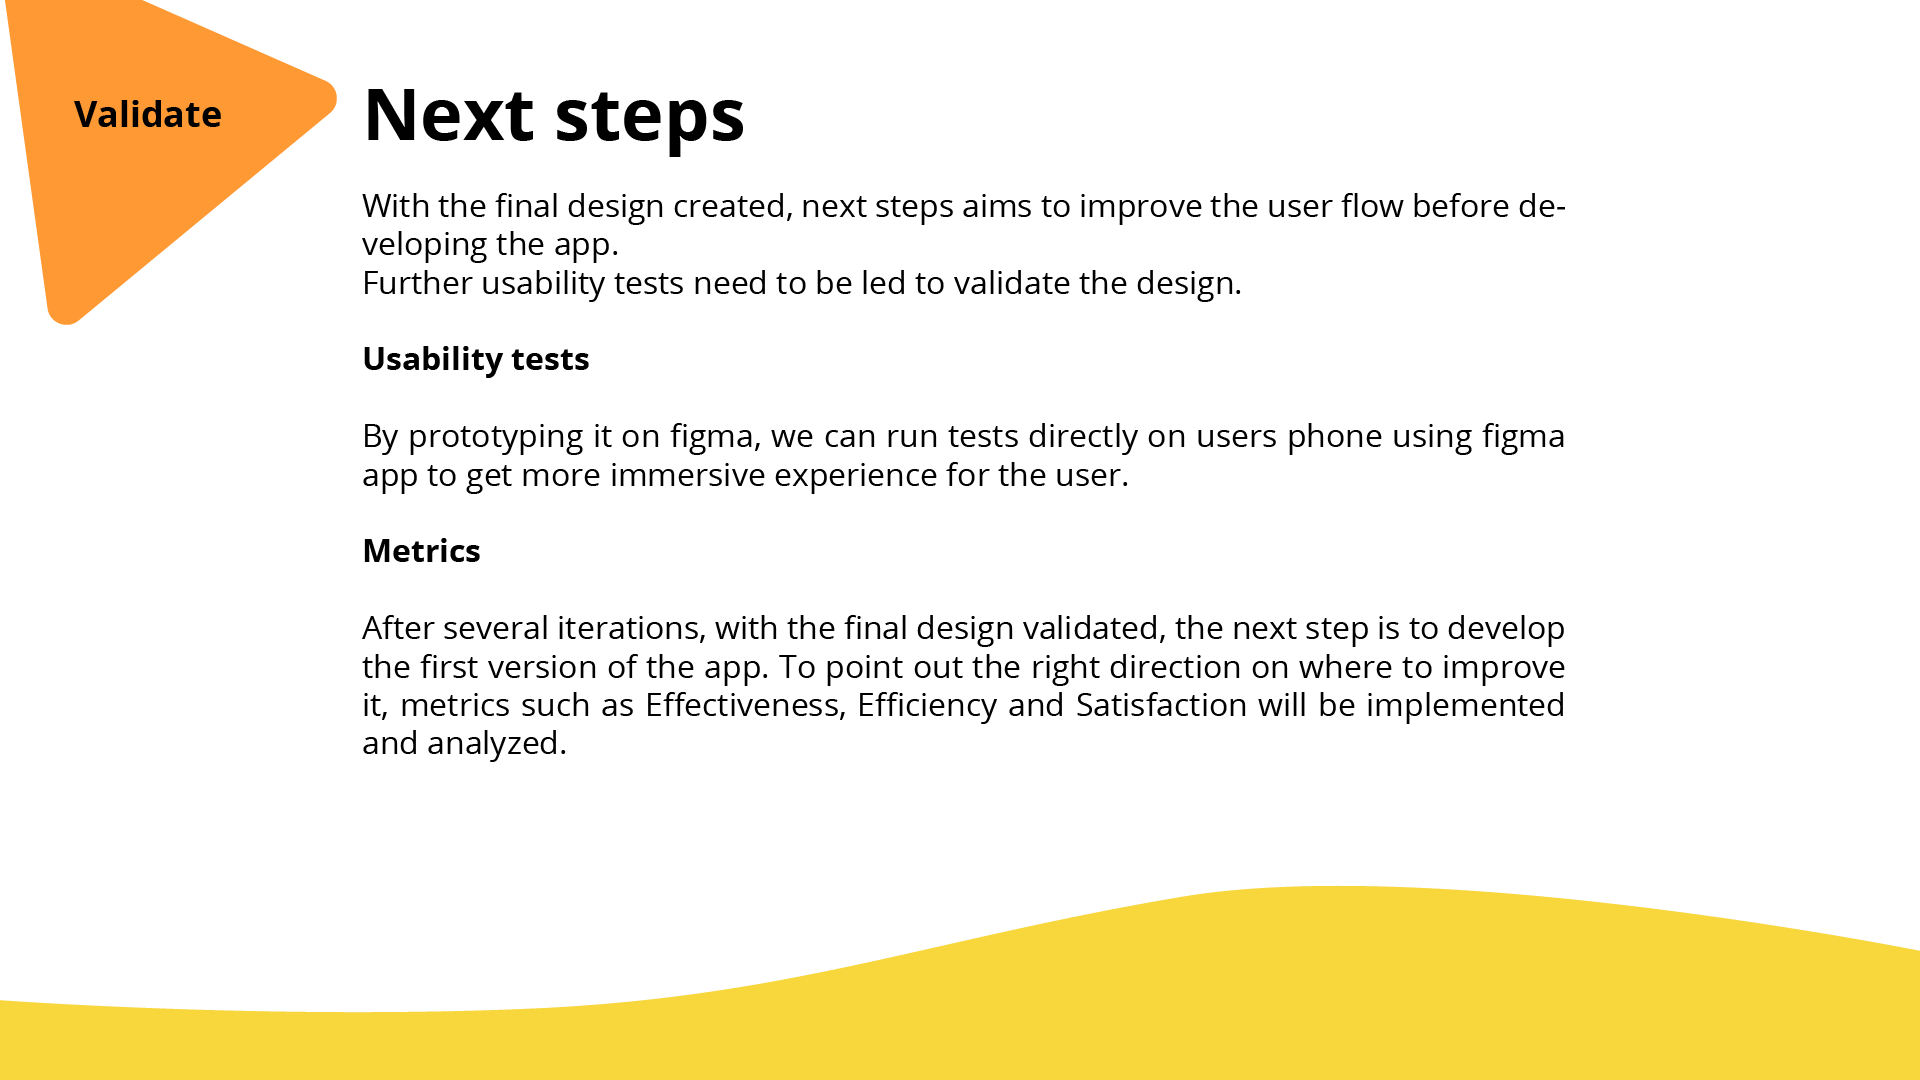 Validate
Next steps
With the final design created, next steps aims to improve the user flow before de-
veloping the app.
Further usability tests need to be led to validate the design.
Usability tests
By prototyping it on figma, we can run tests directly on users phone using figma
app to get more immersive experience for the user.
Metrics
After several iterations, with the final design validated, the next step is to develop
the first version of the app. To point out the right direction on where to improve
it, metrics such as Effectiveness, Efficiency and Satisfaction will be implemented
and analyzed.